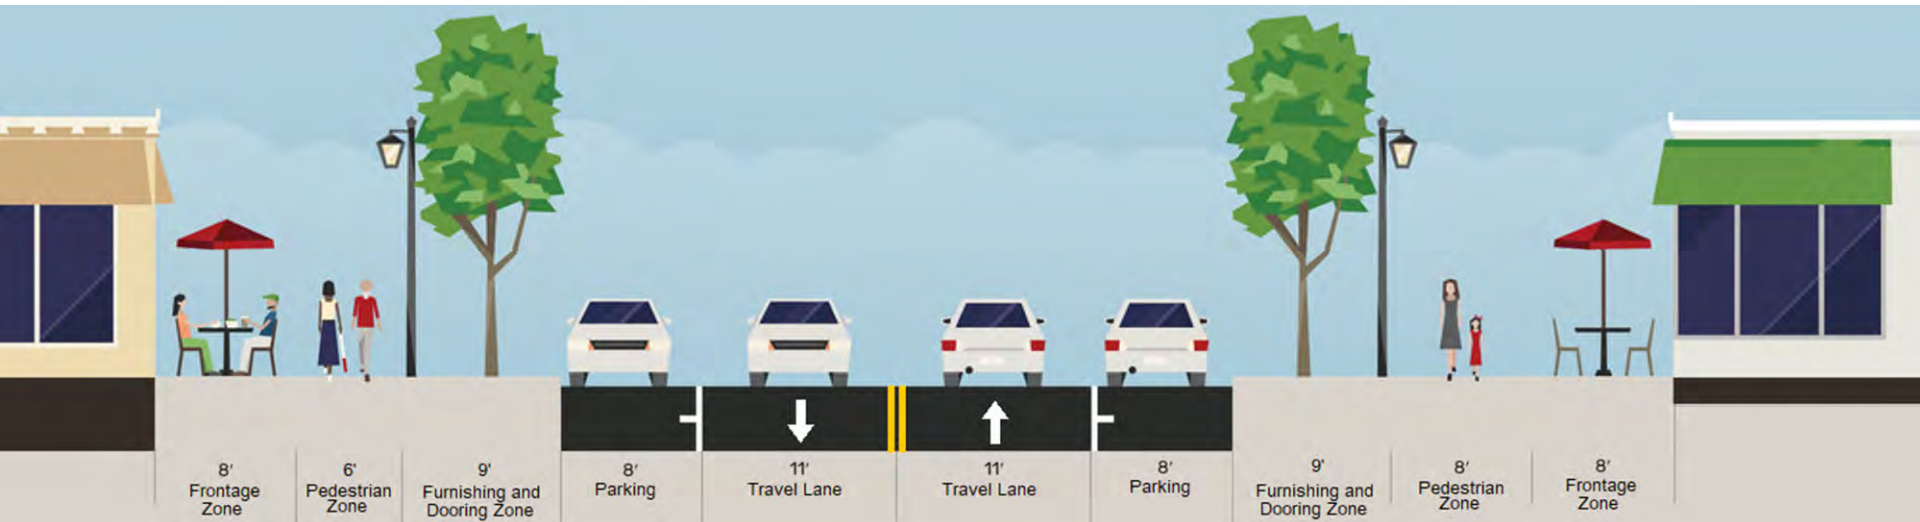 8'
Frontage
Zone
6'
Pedestrian
Zone
9'
Furnishing and
Dooring Zone
8'
Parking
11'
Travel Lane
11'
Travel Lane
8'
Parking
9'
Furnishing and
Dooring Zone
8'
Pedestrian
Zone
8'
Frontage
Zone